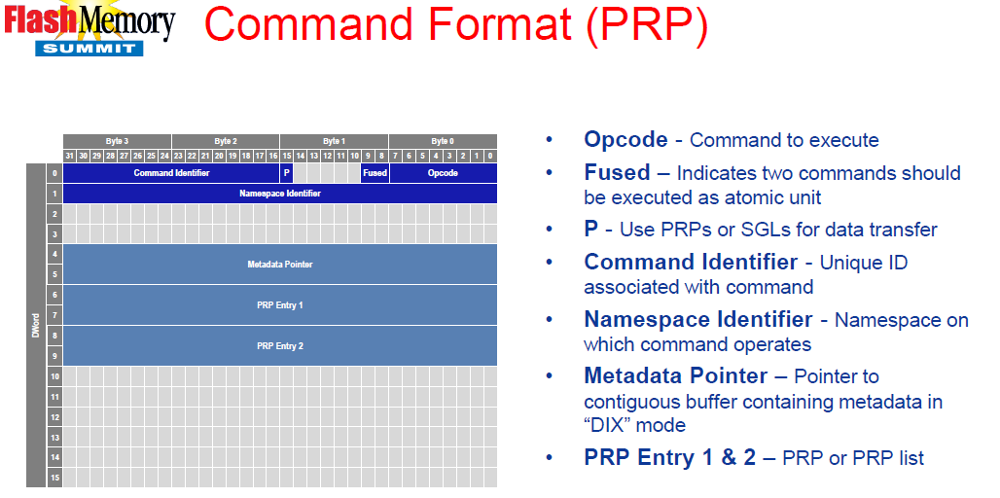 FlashMemory
SUMMIT
Command Format (PRP)
Byte 3 Byte 2 Byte 1 Byte 0
31 30 29 28 27 26 25 24 23 22 21 20 19 18 17 16 15 14 13 12 11 10 9 8 7 6 5 4 3 2 1 0
DWord
0 Command Identifier P Fused Opcode
1 Namespace Identifier
2
3
4
Metadata Pointer
5
6
PRP Entry 1
7
8
PRP Entry 2
9
10
11
12
13
14
15
• Opcode - Command to execute
• Fused – Indicates two commands should
be executed as atomic unit
• P - Use PRPs or SGLs for data transfer
• Command Identifier - Unique ID
associated with command
• Namespace Identifier - Namespace on
which command operates
• Metadata Pointer – Pointer to
contiguous buffer containing metadata in
“DIX” mode
• PRP Entry 1 & 2 – PRP or PRP list